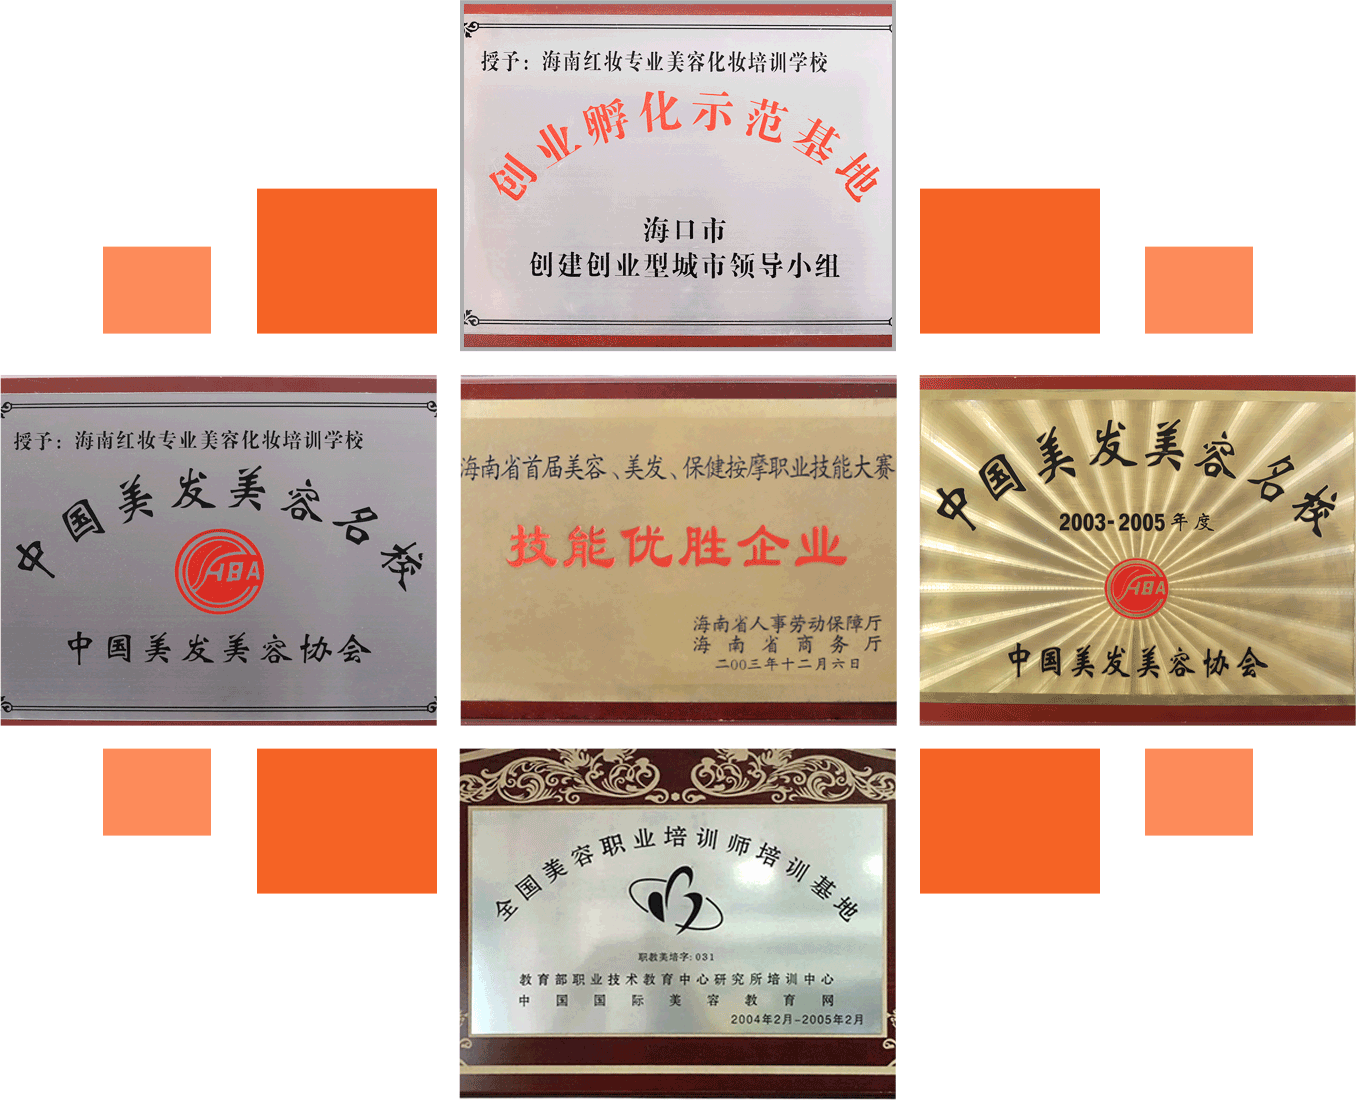 授予：海南红妆专业美容化妆培训学校
创业孵化示范基地
海口市
创建创业型城市领导小组
授予：海南红妆专业美容化妆培训学校
中国美发美容名校
HBA
中国美发美容协会
海南省首届美容、美发、保健按摩职业技能大赛
技能优胜企业
海南省人事劳动保障厅
海南省商务厅
二00三年十二月六日
中国美发美容名校
2003-2005年度
HBA
中国美发美容协会
全国美容职业培训师培训基地
职教美培字:031
教育部职业技术教育中心研究所培训中心
中国国际美容教育网
2004年2月-2005年2月